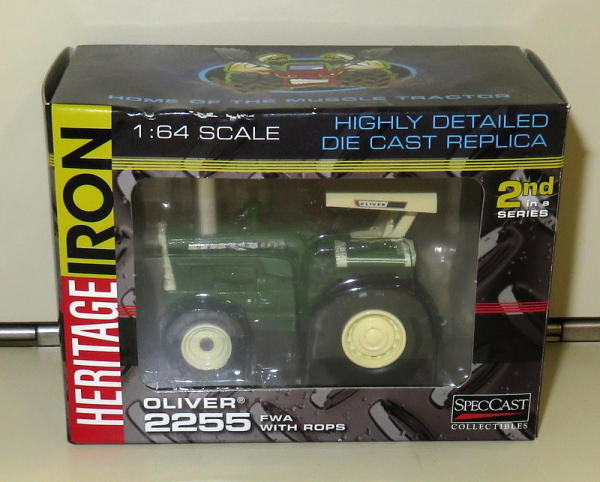 HOME OF THE MUSCLE TRACTOR
1:64 SCALE
HIGHLY DETAILED
DIE CAST REPLICA
HERITAGE IRON
2nd
in a
SERIES
OLIVER
OLIVER®
2255
FWA
WITH ROPS
SPECCAST
COLLECTIBLES